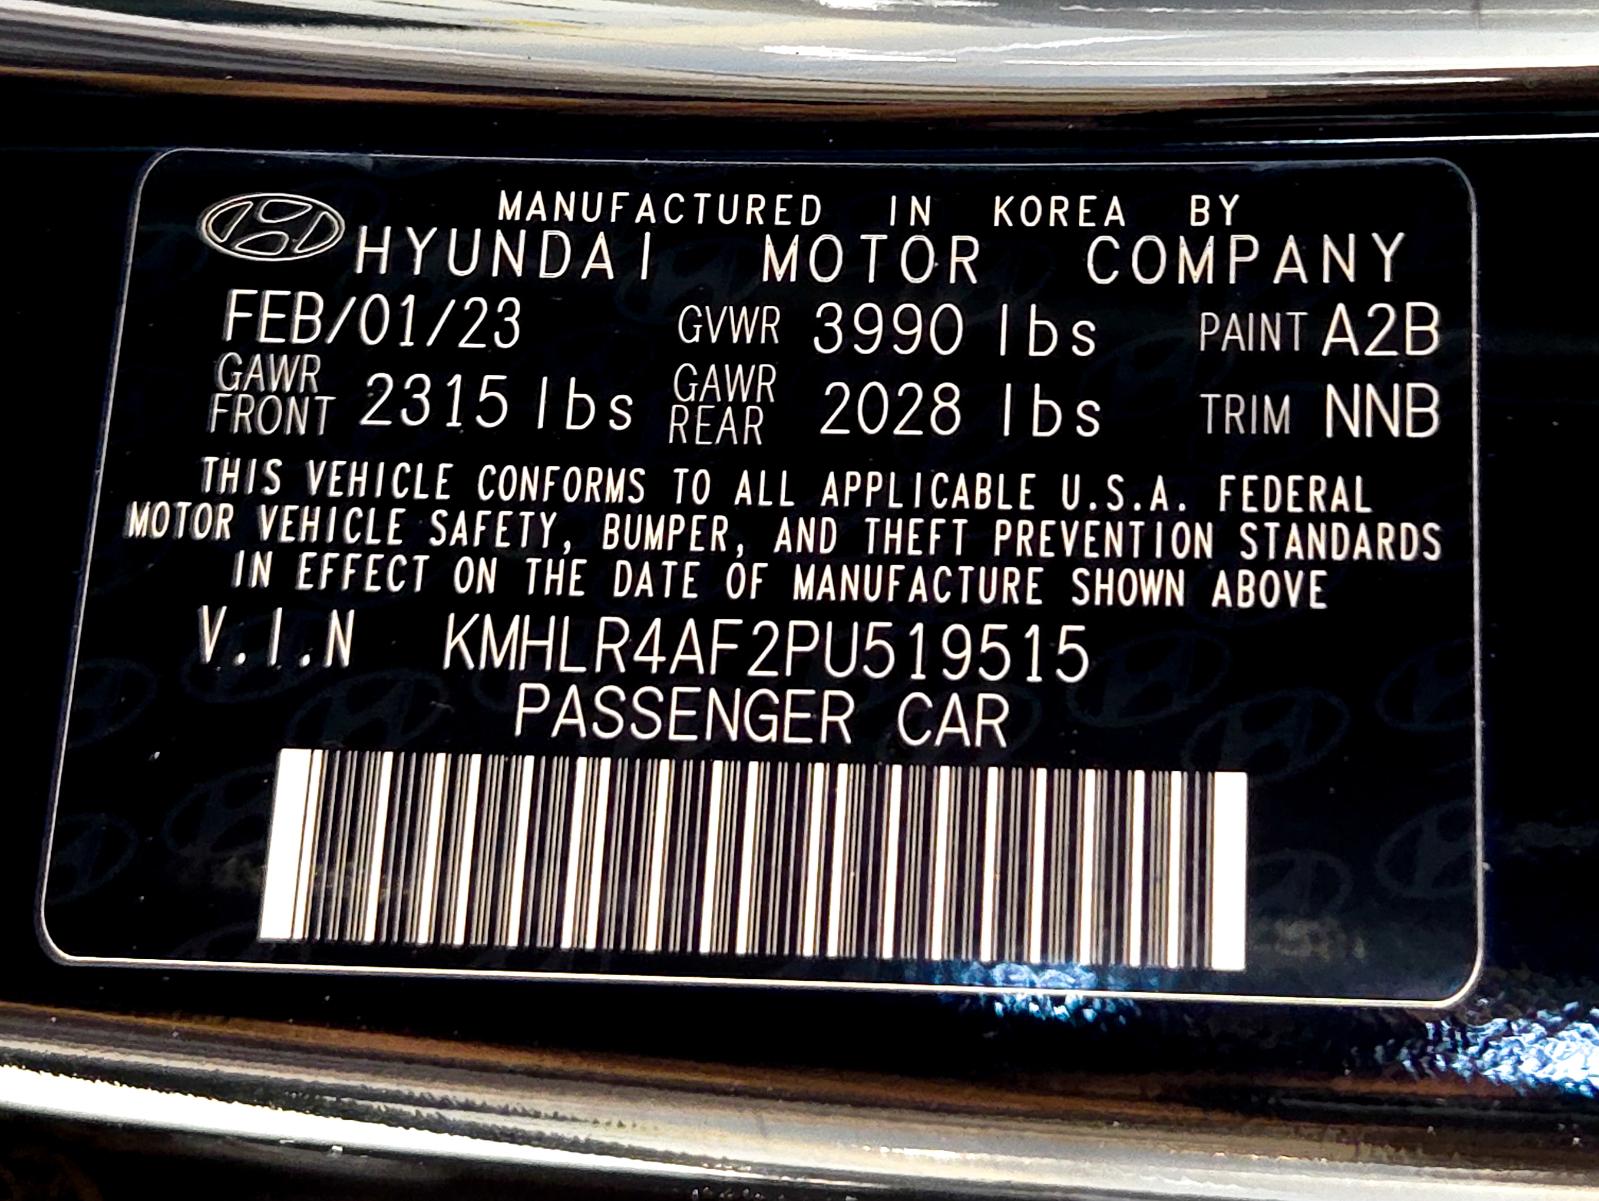 MANUFACTURED IN KOREA BY
HYUNDAI MOTOR COMPANY
FEB/01/23 GVWR 3990 lbs PAINT A2B
GAWR FRONT 2315 lbs GAWR REAR 2028 lbs TRIM NNB
THIS VEHICLE CONFORMS TO ALL APPLICABLE U.S.A. FEDERAL
MOTOR VEHICLE SAFETY, BUMPER, AND THEFT PREVENTION STANDARDS
IN EFFECT ON THE DATE OF MANUFACTURE SHOWN ABOVE
V.I.N KMHLR4AF2PU519515
PASSENGER CAR